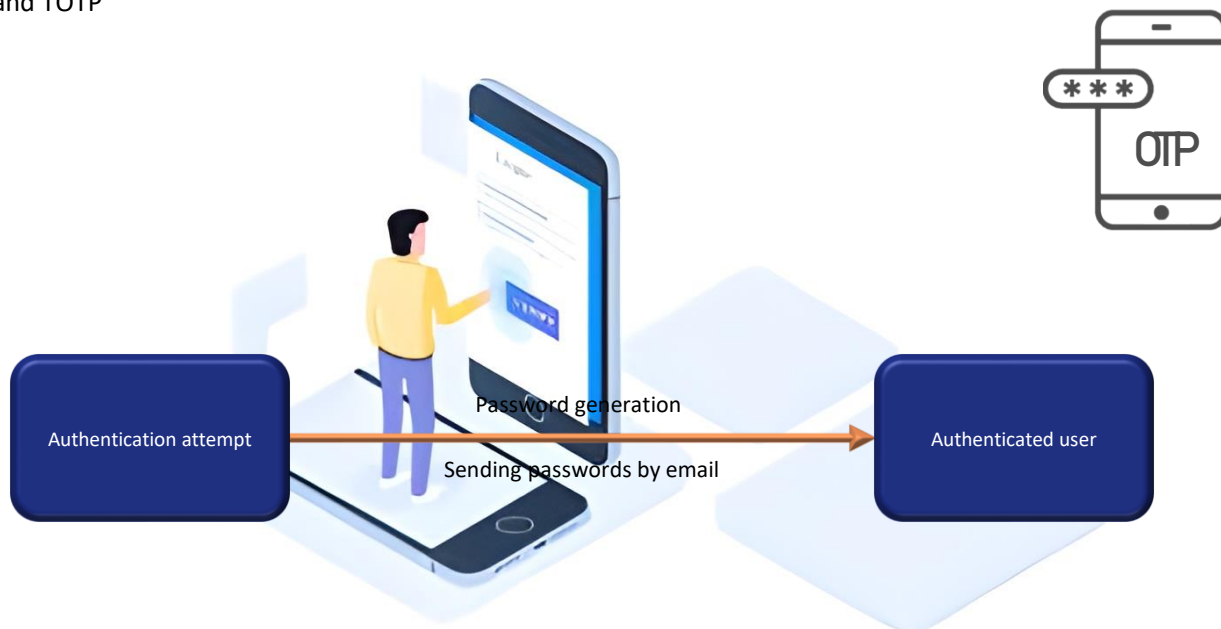 and TOTP
***
OTP
Password generation
Authentication attempt
Authenticated user
Sending passwords by email